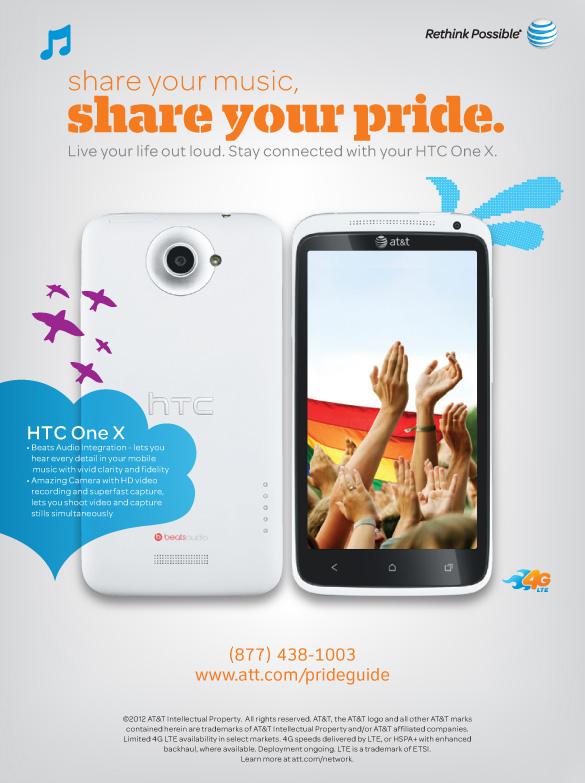 Rethink Possible®
share your music,
share your pride.
Live your life out loud. Stay connected with your HTC One X.
at&t
hTC
HTC One X
• Beats Audio Integration - lets you
hear every detail in your mobile
music with vivid clarity and fidelity
• Amazing Camera with HD video
recording and superfast capture,
lets you shoot video and capture
stills simultaneously
b beatsaudio
4G
LTE
(877) 438-1003
www.att.com/prideguide
©2012 AT&T Intellectual Property. All rights reserved. AT&T, the AT&T logo and all other AT&T marks
contained herein are trademarks of AT&T Intellectual Property and/or AT&T affiliated companies.
Limited 4G LTE availability in select markets. 4G speeds delivered by LTE, or HSPA+ with enhanced
backhaul, where available. Deployment ongoing. LTE is a trademark of ETSI.
Learn more at att.com/network.